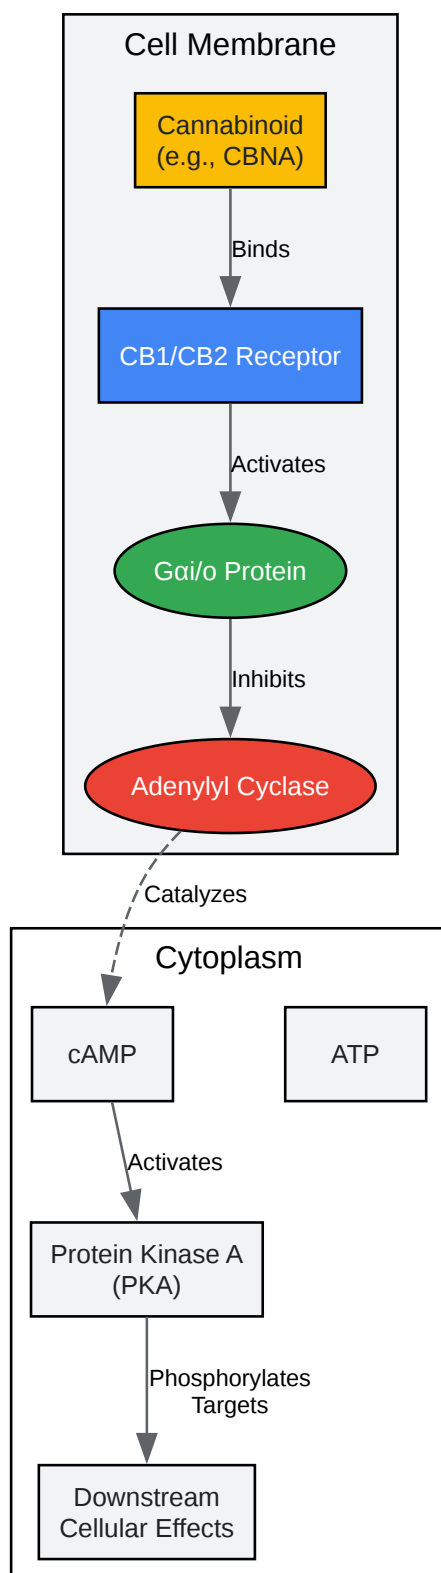 Cell Membrane
Cannabinoid
(e.g., CBNA)
Binds
CB1/CB2 Receptor
Activates
Gαi/o Protein
Inhibits
Adenylyl Cyclase
Catalyzes
Cytoplasm
cAMP
ATP
Activates
Protein Kinase A
(PKA)
Phosphorylates
Targets
Downstream
Cellular Effects